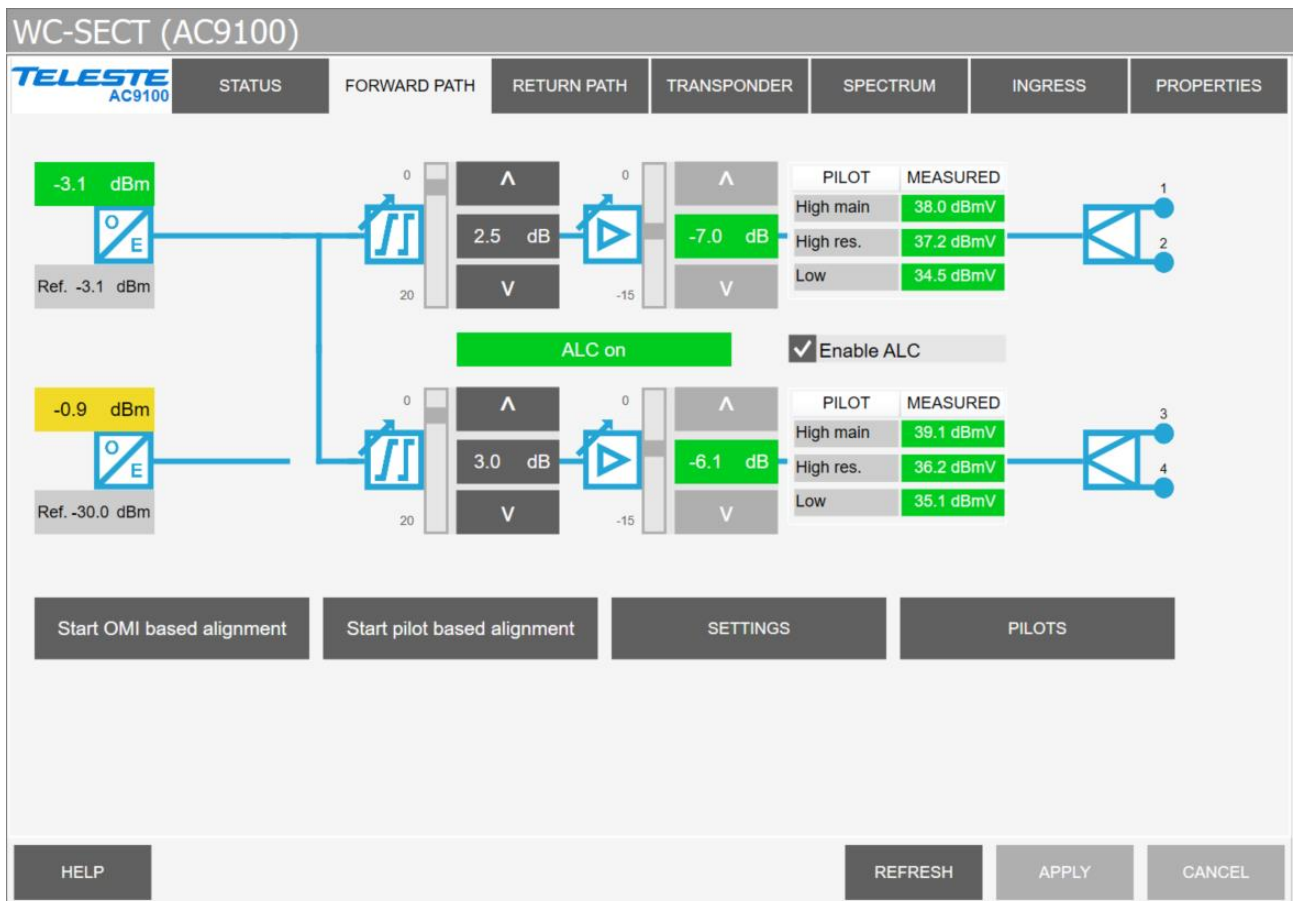 WC-SECT (AC9100)
TELESTE
AC9100
STATUS
FORWARD PATH
RETURN PATH
TRANSPONDER
SPECTRUM
INGRESS
PROPERTIES
-3.1 dBm
O
E
Ref. -3.1 dBm
0
20
Λ
2.5 dB
V
0
-15
Λ
-7.0 dB
V
PILOT MEASURED
High main 38.0 dBmV
High res. 37.2 dBmV
Low 34.5 dBmV
1
2
ALC on
Enable ALC
-0.9 dBm
O
E
Ref. -30.0 dBm
0
20
Λ
3.0 dB
V
0
-15
Λ
-6.1 dB
V
PILOT MEASURED
High main 39.1 dBmV
High res. 36.2 dBmV
Low 35.1 dBmV
3
4
Start OMI based alignment
Start pilot based alignment
SETTINGS
PILOTS
HELP
REFRESH
APPLY
CANCEL